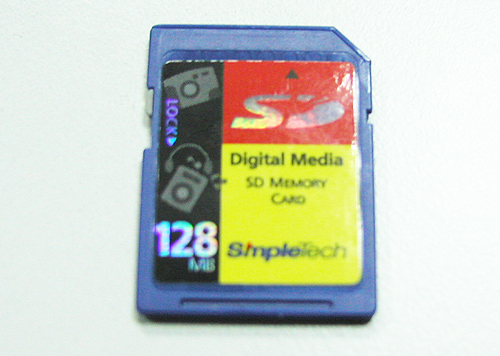 LOCK
SD
Digital Media
SD MEMORY
CARD
128
MB
SimpleTech